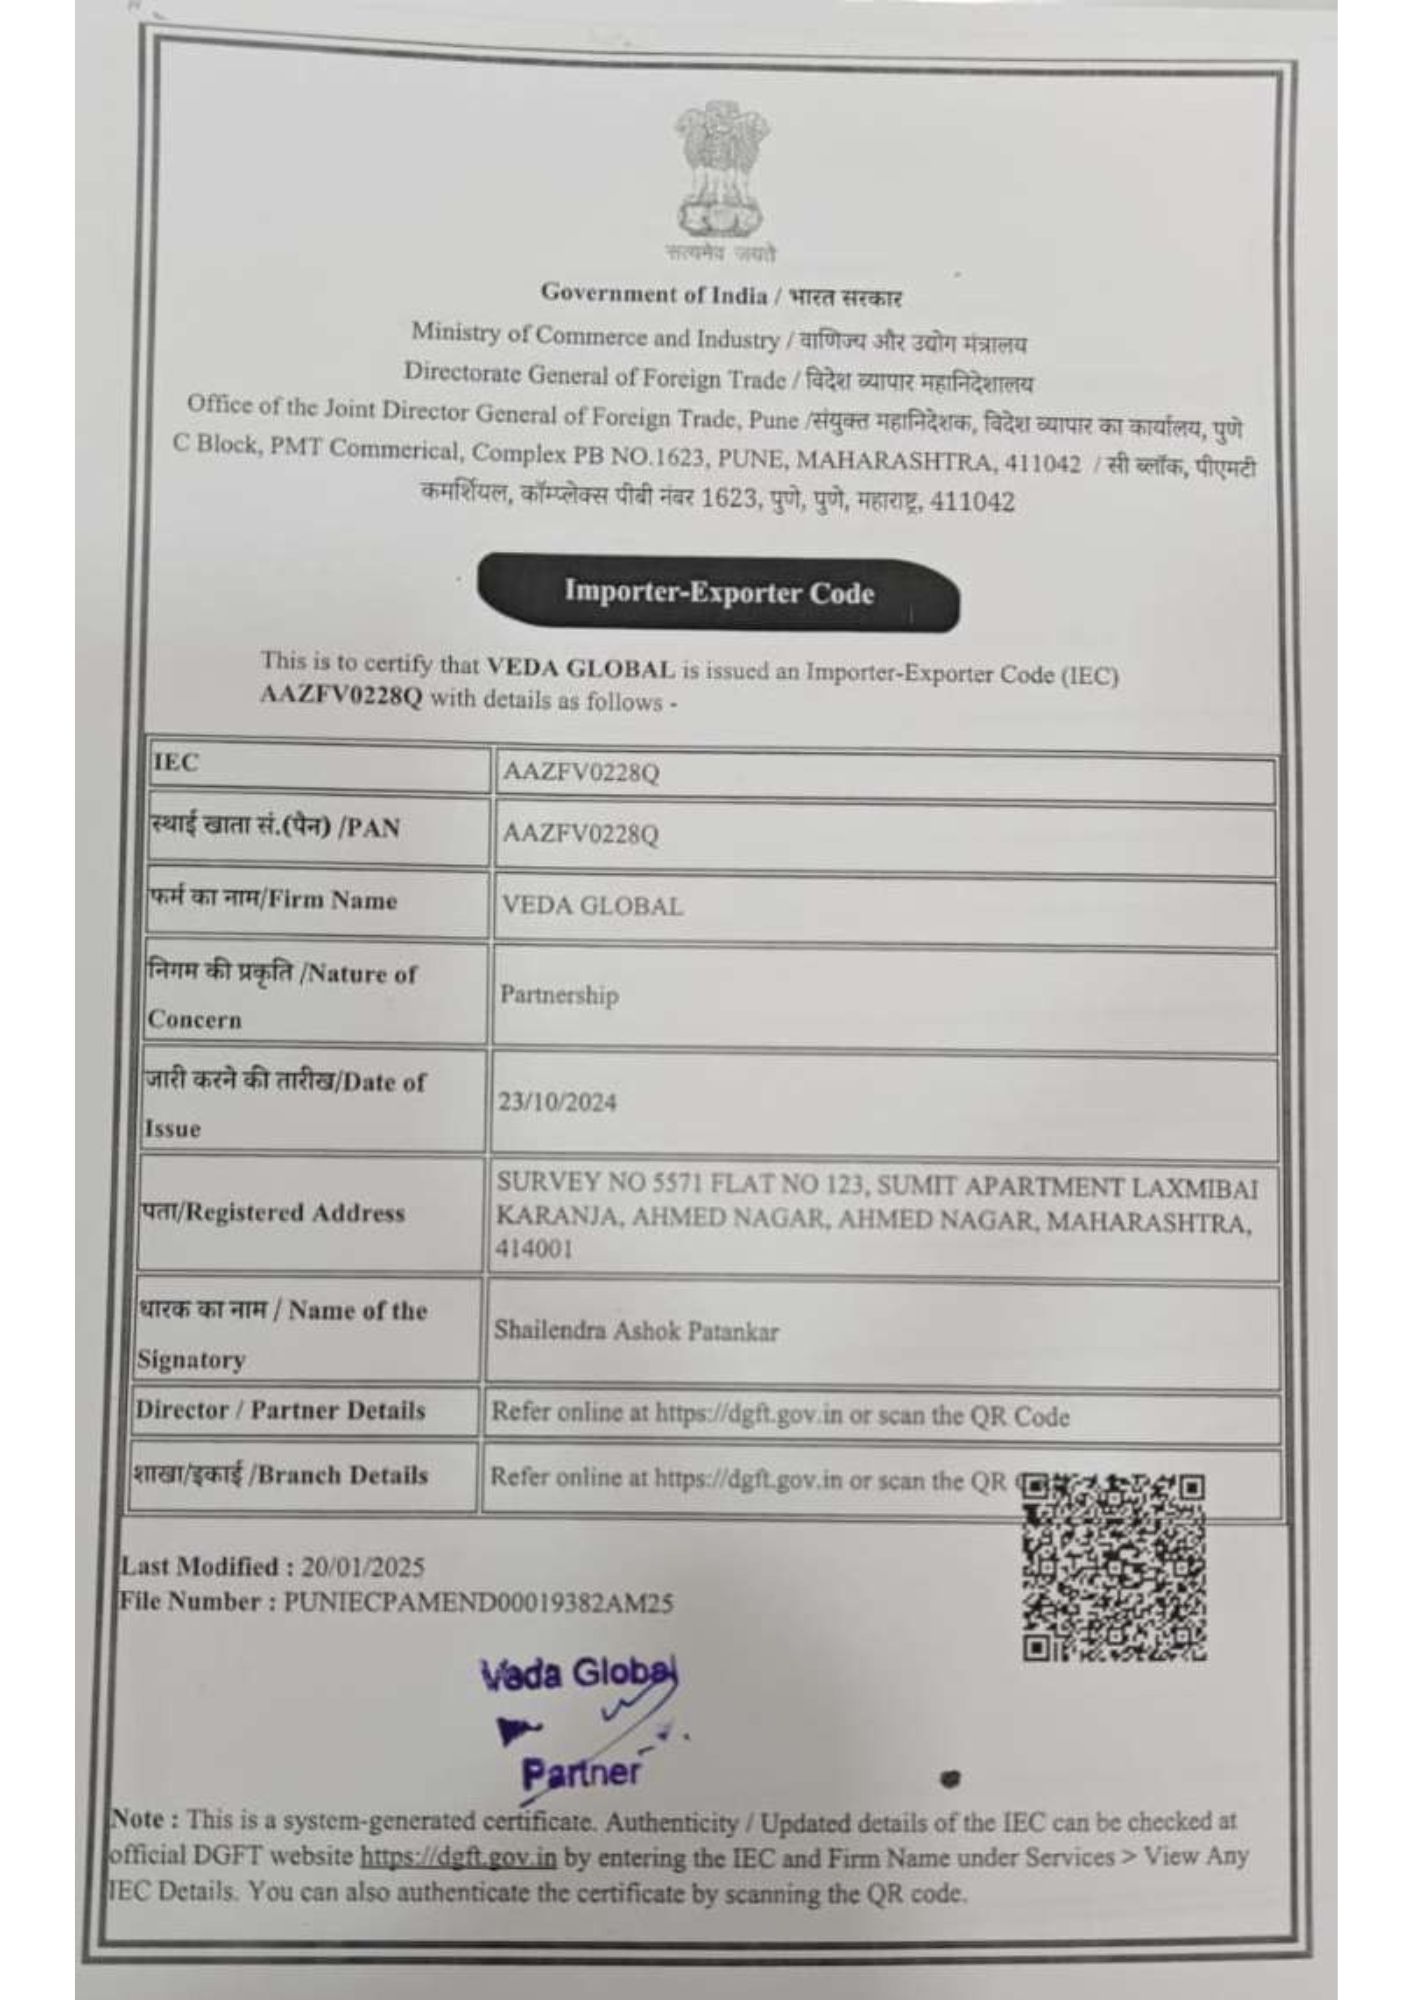 सत्यमेव जयते
Government of India / भारत सरकार
Ministry of Commerce and Industry / वाणिज्य और उद्योग मंत्रालय
Directorate General of Foreign Trade / विदेश व्यापार महानिदेशालय
Office of the Joint Director General of Foreign Trade, Pune /संयुक्त महानिदेशक, विदेश व्यापार का कार्यालय, पुणे
C Block, PMT Commerical, Complex PB NO.1623, PUNE, MAHARASHTRA, 411042 / सी ब्लॉक, पीएमटी
कमर्शियल, कॉम्प्लेक्स पीबी नंबर 1623, पुणे, पुणे, महाराष्ट्र, 411042
Importer-Exporter Code
This is to certify that VEDA GLOBAL is issued an Importer-Exporter Code (IEC)
AAZFV0228Q with details as follows -
IEC AAZFV0228Q
स्थाई खाता सं.(पैन) /PAN AAZFV0228Q
फर्म का नाम/Firm Name VEDA GLOBAL
निगम की प्रकृति /Nature of
Concern
Partnership
जारी करने की तारीख/Date of
Issue
23/10/2024
पता/Registered Address
SURVEY NO 5571 FLAT NO 123, SUMIT APARTMENT LAXMIBAI
KARANJA, AHMED NAGAR, AHMED NAGAR, MAHARASHTRA,
414001
धारक का नाम / Name of the
Signatory
Shailendra Ashok Patankar
Director / Partner Details Refer online at https://dgft.gov.in or scan the QR Code
शाखा/इकाई /Branch Details Refer online at https://dgft.gov.in or scan the QR
Last Modified : 20/01/2025
File Number : PUNIECPAMEND00019382AM25
Veda Global
Partner
Note : This is a system-generated certificate. Authenticity / Updated details of the IEC can be checked at
official DGFT website https://dgft.gov.in by entering the IEC and Firm Name under Services > View Any
IEC Details. You can also authenticate the certificate by scanning the QR code.